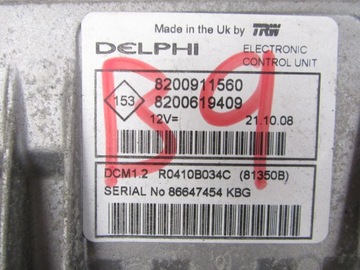 Made in the Uk by TRW
DELPHI
ELECTRONIC
CONTROL UNIT
153
8200911560
8200619409
12V=
21.10.08
B9
DCM1.2 R0410B034C (81350B)
SERIAL No 86647454 KBG